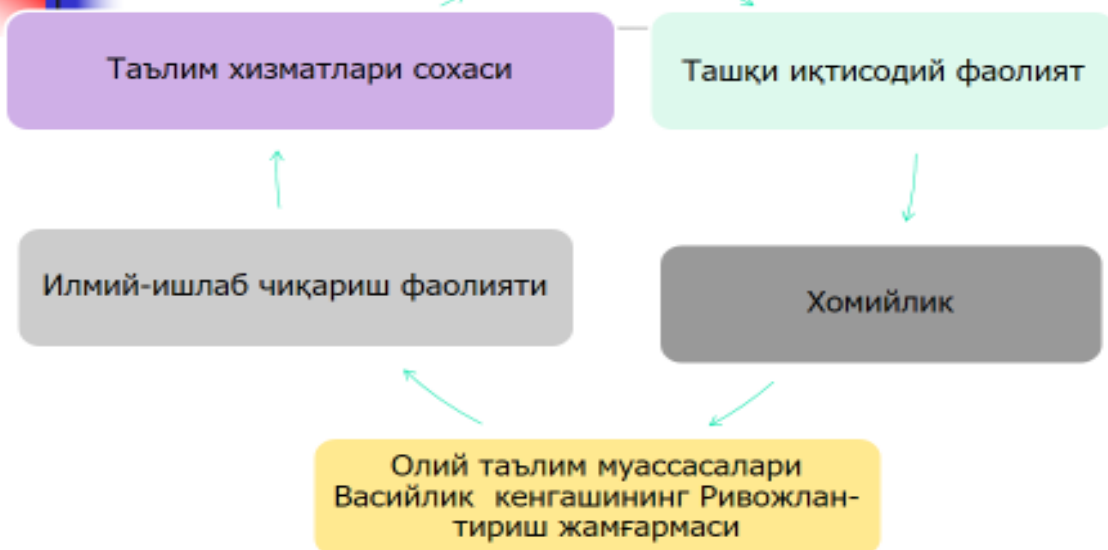 Таълим хизматлари сохаси
Ташқи иқтисодий фаолият
Илмий-ишлаб чиқариш фаолияти
Хомийлик
Олий таълим муассасалари
Васийлик кенгашининг Ривожлан-
тириш жамғармаси